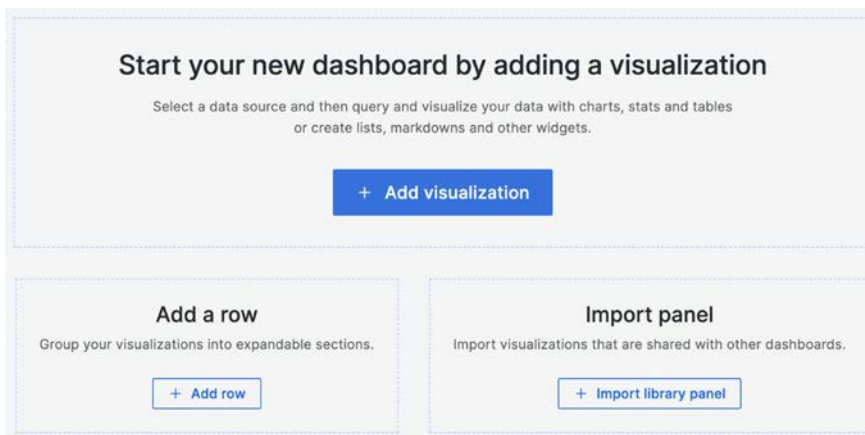 Start your new dashboard by adding a visualization
Select a data source and then query and visualize your data with charts, stats and tables
or create lists, markdowns and other widgets.
+ Add visualization
Add a row
Group your visualizations into expandable sections.
+ Add row
Import panel
Import visualizations that are shared with other dashboards.
+ Import library panel